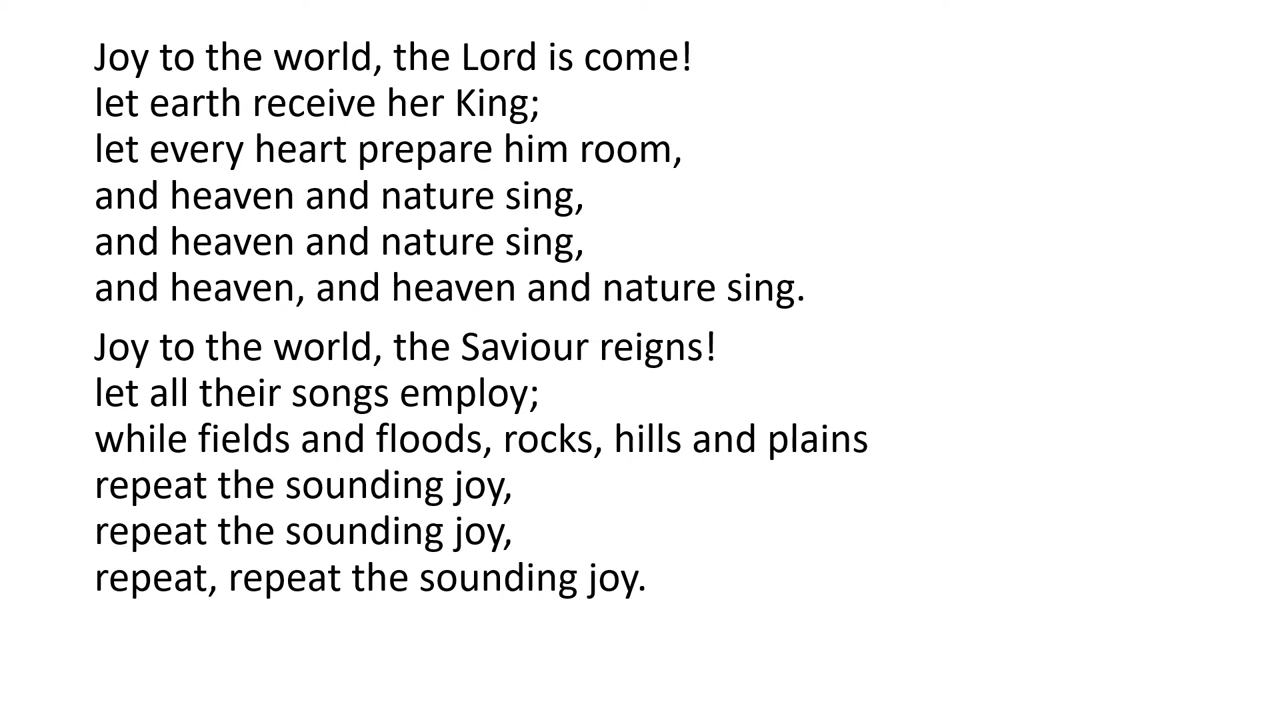 Joy to the world, the Lord is come!
let earth receive her King;
let every heart prepare him room,
and heaven and nature sing,
and heaven and nature sing,
and heaven, and heaven and nature sing.
Joy to the world, the Saviour reigns!
let all their songs employ;
while fields and floods, rocks, hills and plains
repeat the sounding joy,
repeat the sounding joy,
repeat, repeat the sounding joy.